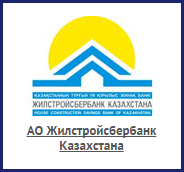 ҚАЗАҚСТАННЫҢ ТҰРҒЫН ҮЙ ҚҰРЫЛЫС ЖИНАҚ БАНКІ
ЖИЛСТРОЙСБЕРБАНК КАЗАХСТАНА
HOUSE CONSTRUCTION SAVINGS BANK OF KAZAKHSTAN
АО Жилстройсбербанк
Казахстана